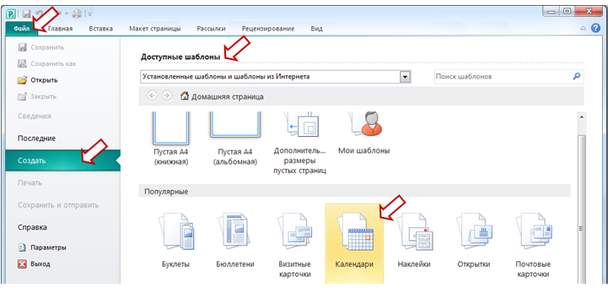 Файл Главная Вставка Макет страницы Рассылки Рецензирование Вид
Сохранить
Сохранить как
Открыть
Закрыть
Сведения
Последние
Создать
Печать
Сохранить и отправить
Справка
Параметры
Выход
Доступные шаблоны
Установленные шаблоны и шаблоны из Интернета Поиск шаблонов
Домашняя страница
Пустая A4 (книжная)
Пустая A4 (альбомная)
Дополнитель... размеры пустых страниц
Мои шаблоны
Популярные
Буклеты
Бюллетени
Визитные карточки
Календари
Наклейки
Открытки
Почтовые карточки